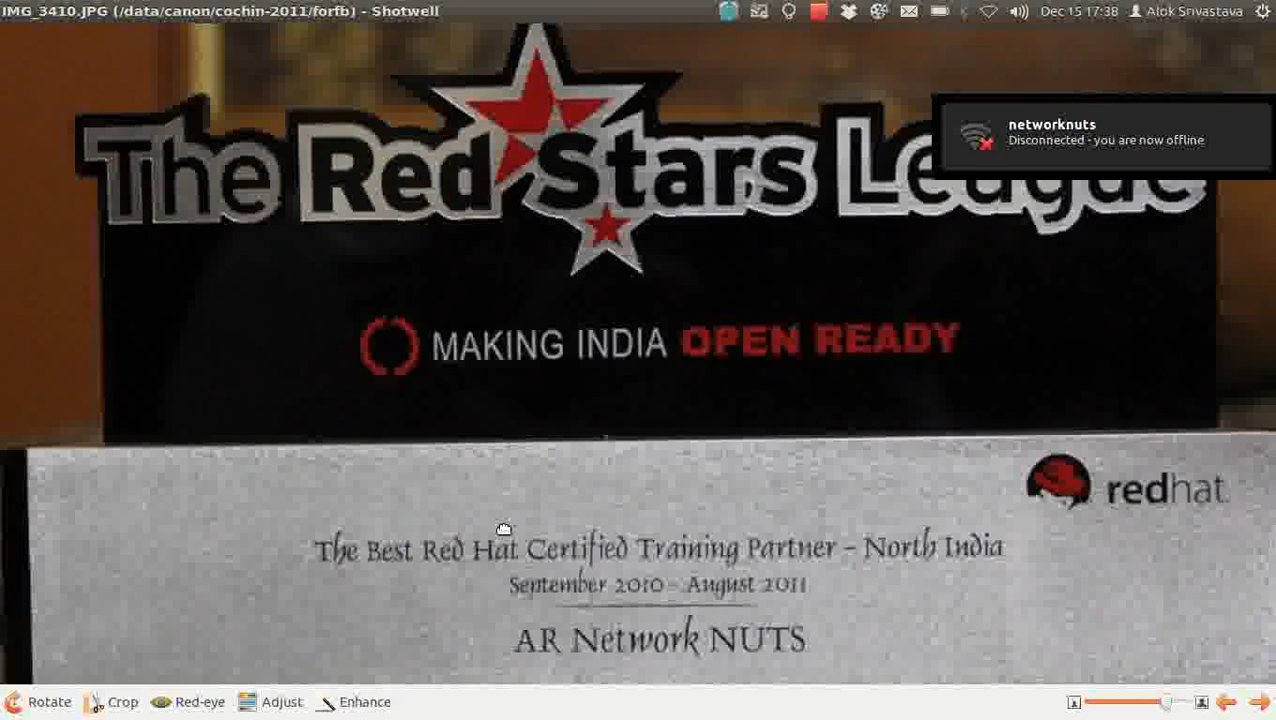 IMG_3410.JPG (/data/canon/cochin-2011/forfb) - Shotwell
Dec 15 17:38 Alok Srivastava
networknuts
Disconnected - you are now offline
The Red Stars League
MAKING INDIA OPEN READY
redhat.
The Best Red Hat Certified Training Partner - North India
September 2010 - August 2011
AR Network NUTS
Rotate Crop Red-eye Adjust Enhance